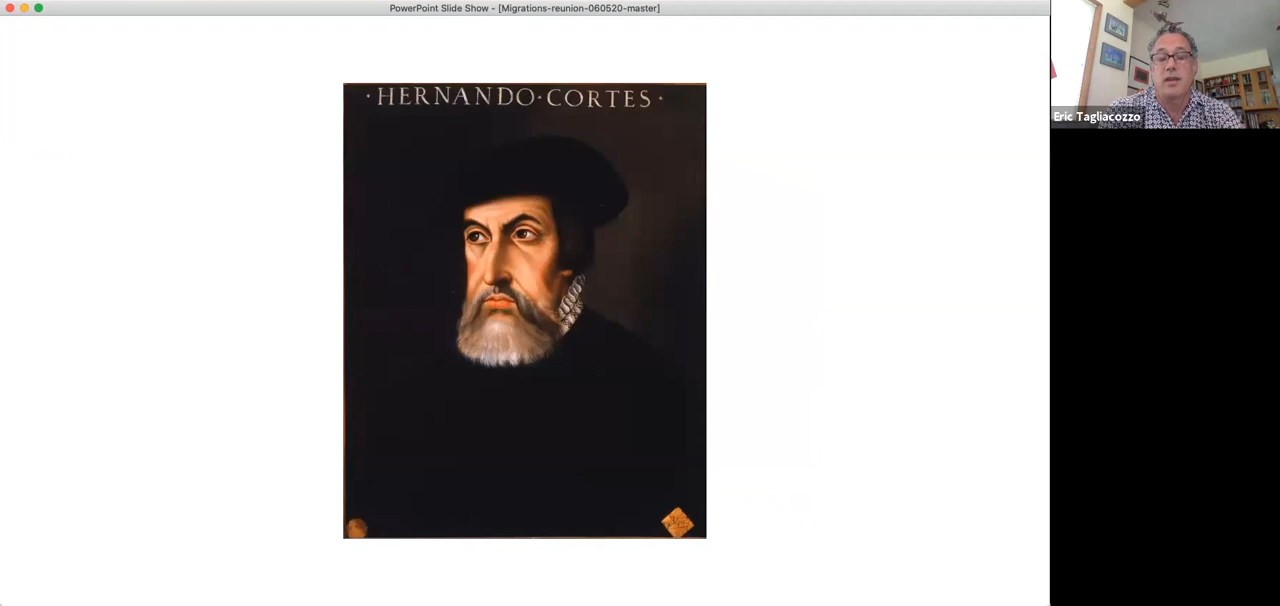 PowerPoint Slide Show - [Migrations-reunion-060520-master]
· HERNANDO · CORTES ·
Eric Tagliacozzo